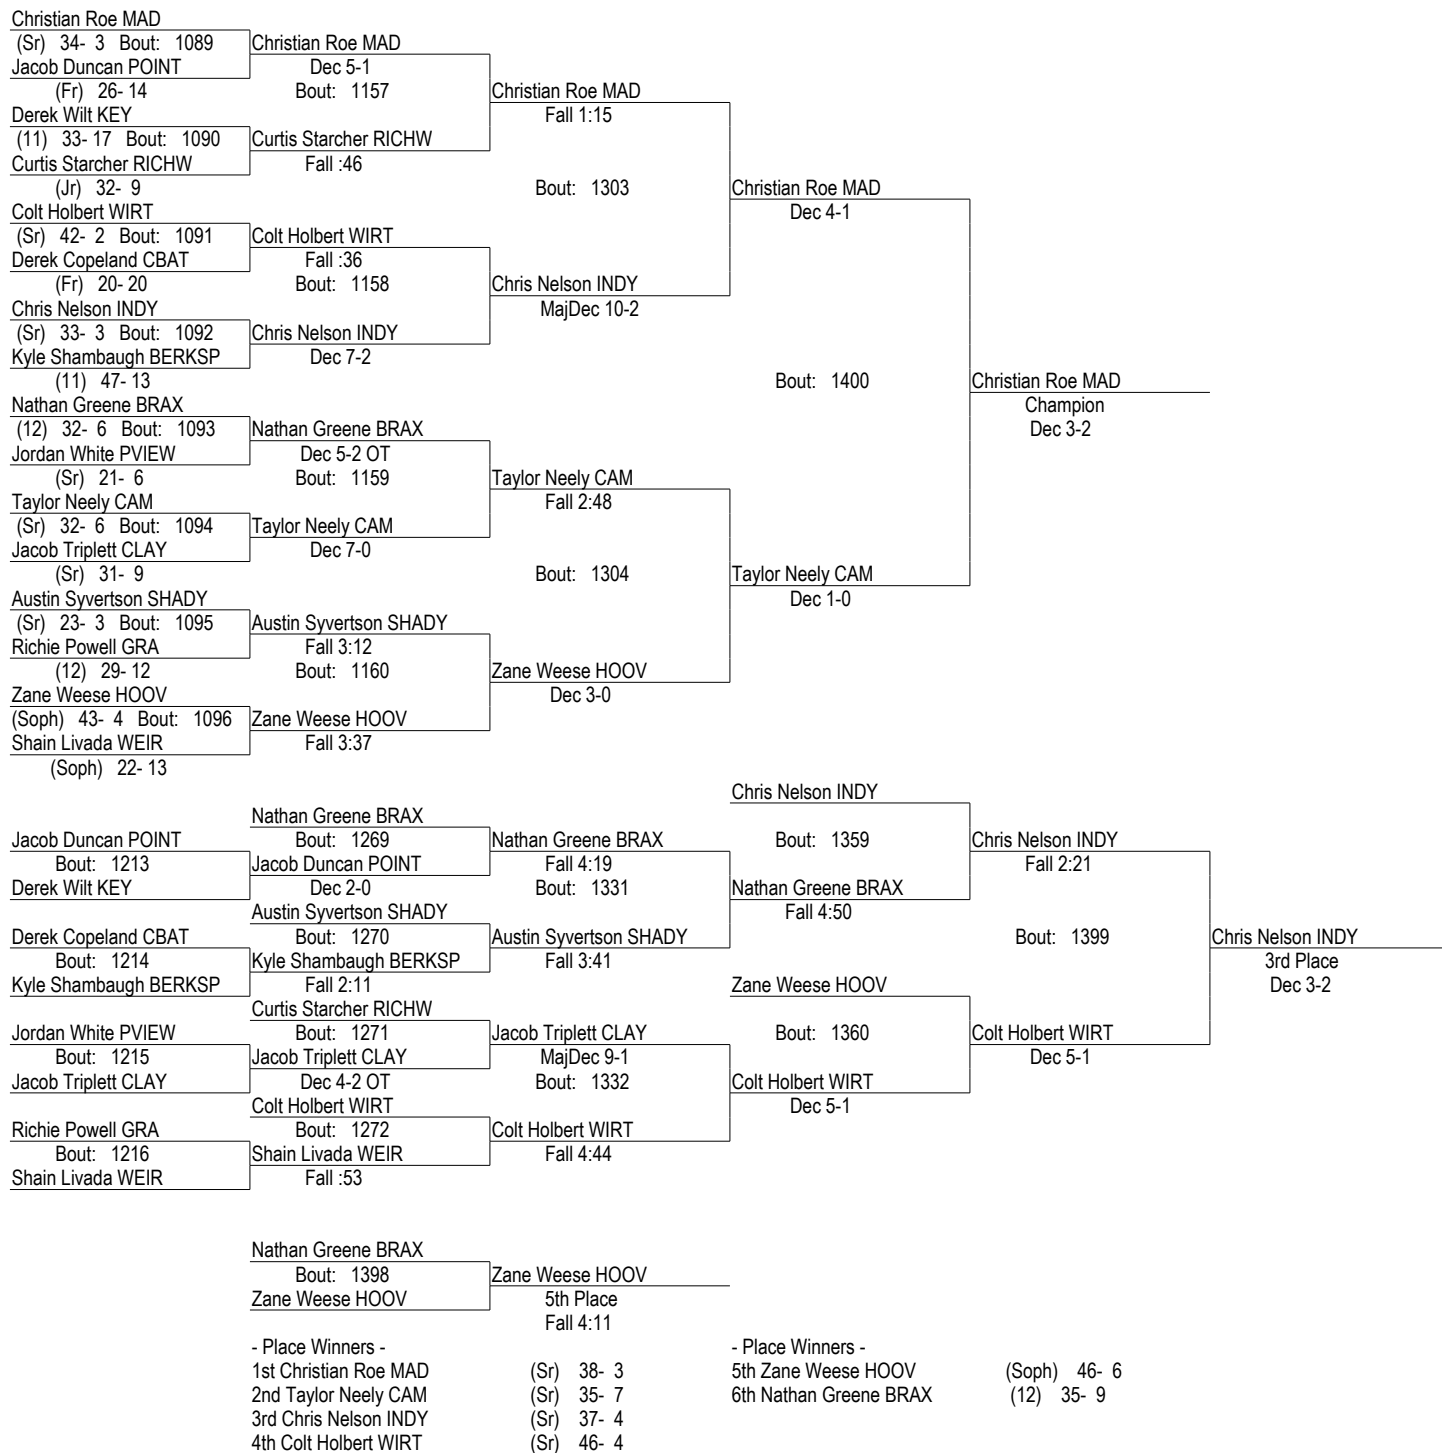 Christian Roe MAD
(Sr) 34- 3 Bout: 1089 Christian Roe MAD
Jacob Duncan POINT Dec 5-1
(Fr) 26- 14 Bout: 1157 Christian Roe MAD
Derek Wilt KEY Fall 1:15
(11) 33- 17 Bout: 1090 Curtis Starcher RICHW
Curtis Starcher RICHW Fall :46
(Jr) 32- 9 Bout: 1303 Christian Roe MAD
Colt Holbert WIRT Dec 4-1
(Sr) 42- 2 Bout: 1091 Colt Holbert WIRT
Derek Copeland CBAT Fall :36
(Fr) 20- 20 Bout: 1158 Chris Nelson INDY
Chris Nelson INDY MajDec 10-2
(Sr) 33- 3 Bout: 1092 Chris Nelson INDY
Kyle Shambaugh BERKSP Dec 7-2
(11) 47- 13 Bout: 1400 Christian Roe MAD
Nathan Greene BRAX Champion
(12) 32- 6 Bout: 1093 Nathan Greene BRAX Dec 3-2
Jordan White PVIEW Dec 5-2 OT
(Sr) 21- 6 Bout: 1159 Taylor Neely CAM
Taylor Neely CAM Fall 2:48
(Sr) 32- 6 Bout: 1094 Taylor Neely CAM
Jacob Triplett CLAY Dec 7-0
(Sr) 31- 9 Bout: 1304 Taylor Neely CAM
Austin Syvertson SHADY Dec 1-0
(Sr) 23- 3 Bout: 1095 Austin Syvertson SHADY
Richie Powell GRA Fall 3:12
(12) 29- 12 Bout: 1160 Zane Weese HOOV
Zane Weese HOOV Dec 3-0
(Soph) 43- 4 Bout: 1096 Zane Weese HOOV
Shain Livada WEIR Fall 3:37
(Soph) 22- 13
Chris Nelson INDY
Nathan Greene BRAX
Jacob Duncan POINT Bout: 1269 Nathan Greene BRAX Bout: 1359 Chris Nelson INDY
Bout: 1213 Jacob Duncan POINT Fall 4:19 Fall 2:21
Derek Wilt KEY Dec 2-0 Bout: 1331 Nathan Greene BRAX
Austin Syvertson SHADY Fall 4:50
Derek Copeland CBAT Bout: 1270 Austin Syvertson SHADY Bout: 1399 Chris Nelson INDY
Bout: 1214 Kyle Shambaugh BERKSP Fall 3:41 3rd Place
Kyle Shambaugh BERKSP Fall 2:11 Zane Weese HOOV Dec 3-2
Curtis Starcher RICHW
Jordan White PVIEW Bout: 1271 Jacob Triplett CLAY Bout: 1360 Colt Holbert WIRT
Bout: 1215 Jacob Triplett CLAY MajDec 9-1 Dec 5-1
Jacob Triplett CLAY Dec 4-2 OT Bout: 1332 Colt Holbert WIRT
Colt Holbert WIRT Dec 5-1
Richie Powell GRA Bout: 1272 Colt Holbert WIRT
Bout: 1216 Shain Livada WEIR Fall 4:44
Shain Livada WEIR Fall :53
Nathan Greene BRAX
Bout: 1398 Zane Weese HOOV
Zane Weese HOOV 5th Place
Fall 4:11
- Place Winners - - Place Winners -
1st Christian Roe MAD (Sr) 38- 3 5th Zane Weese HOOV (Soph) 46- 6
2nd Taylor Neely CAM (Sr) 35- 7 6th Nathan Greene BRAX (12) 35- 9
3rd Chris Nelson INDY (Sr) 37- 4
4th Colt Holbert WIRT (Sr) 46- 4